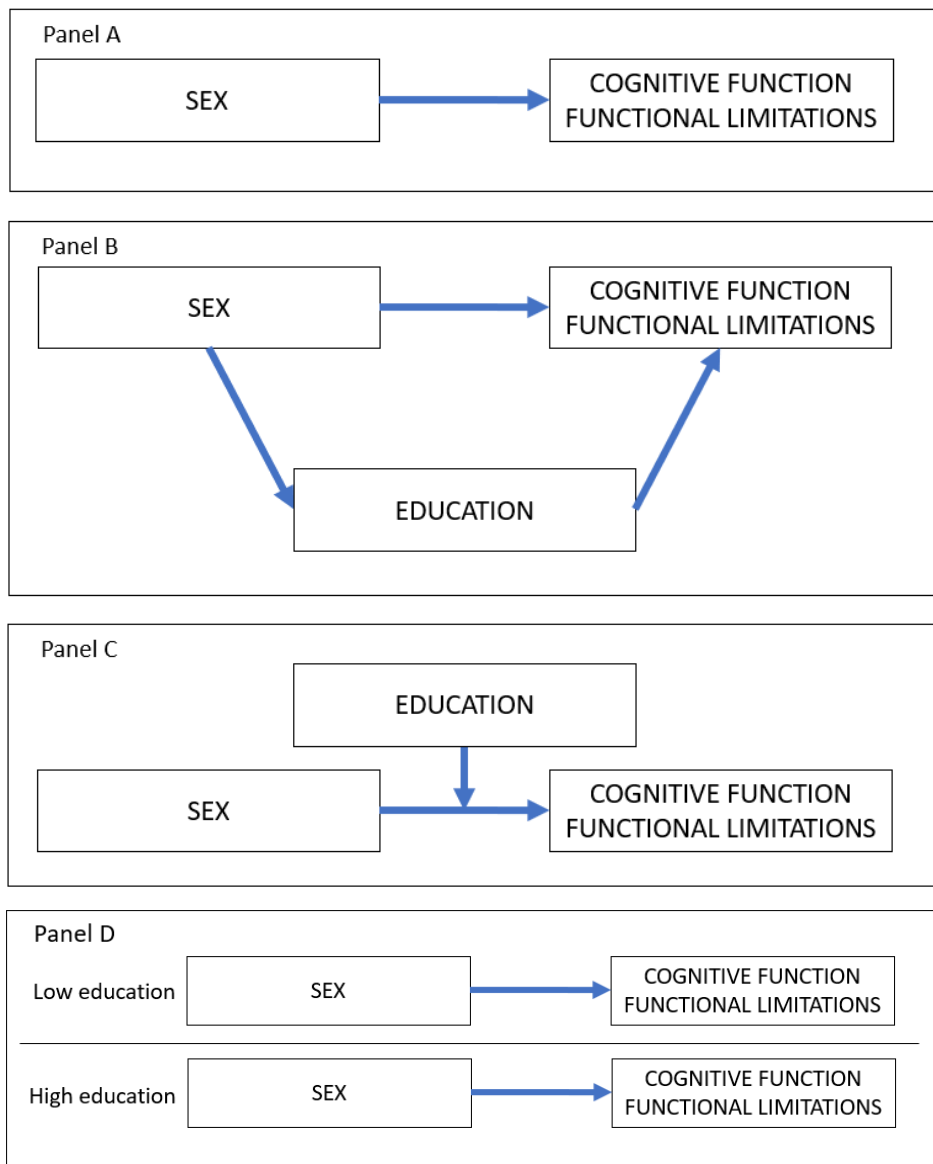 Panel A
SEX
COGNITIVE FUNCTION
FUNCTIONAL LIMITATIONS
Panel B
SEX
COGNITIVE FUNCTION
FUNCTIONAL LIMITATIONS
EDUCATION
Panel C
EDUCATION
SEX
COGNITIVE FUNCTION
FUNCTIONAL LIMITATIONS
Panel D
Low education
SEX
COGNITIVE FUNCTION
FUNCTIONAL LIMITATIONS
High education
SEX
COGNITIVE FUNCTION
FUNCTIONAL LIMITATIONS